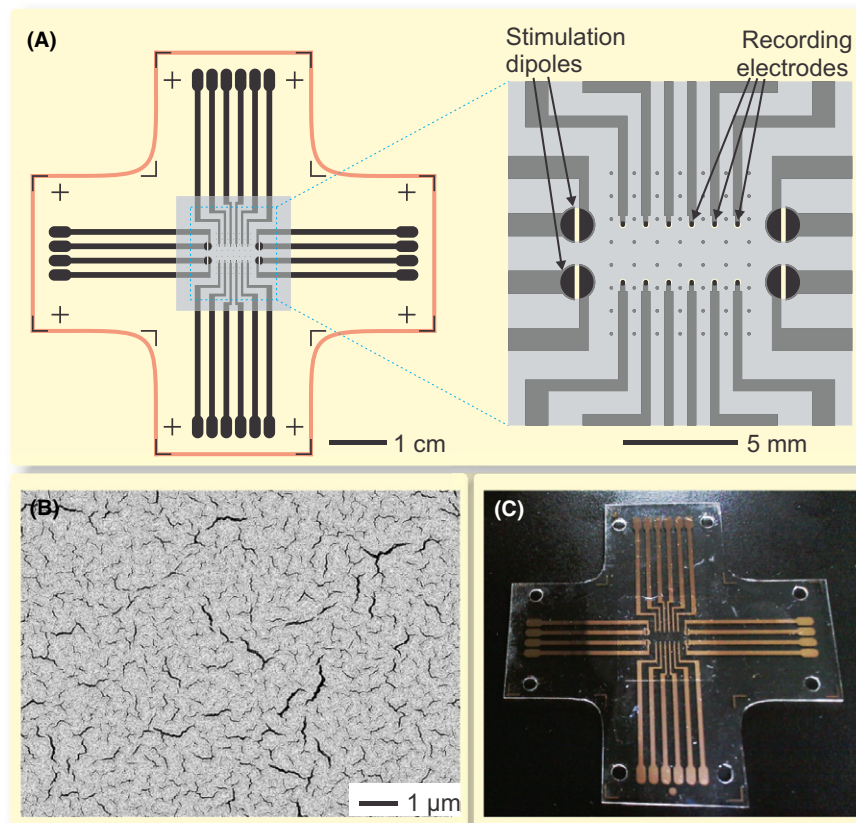 (A)
Stimulation
dipoles
Recording
electrodes
1 cm
5 mm
(B)
1 µm
(C)